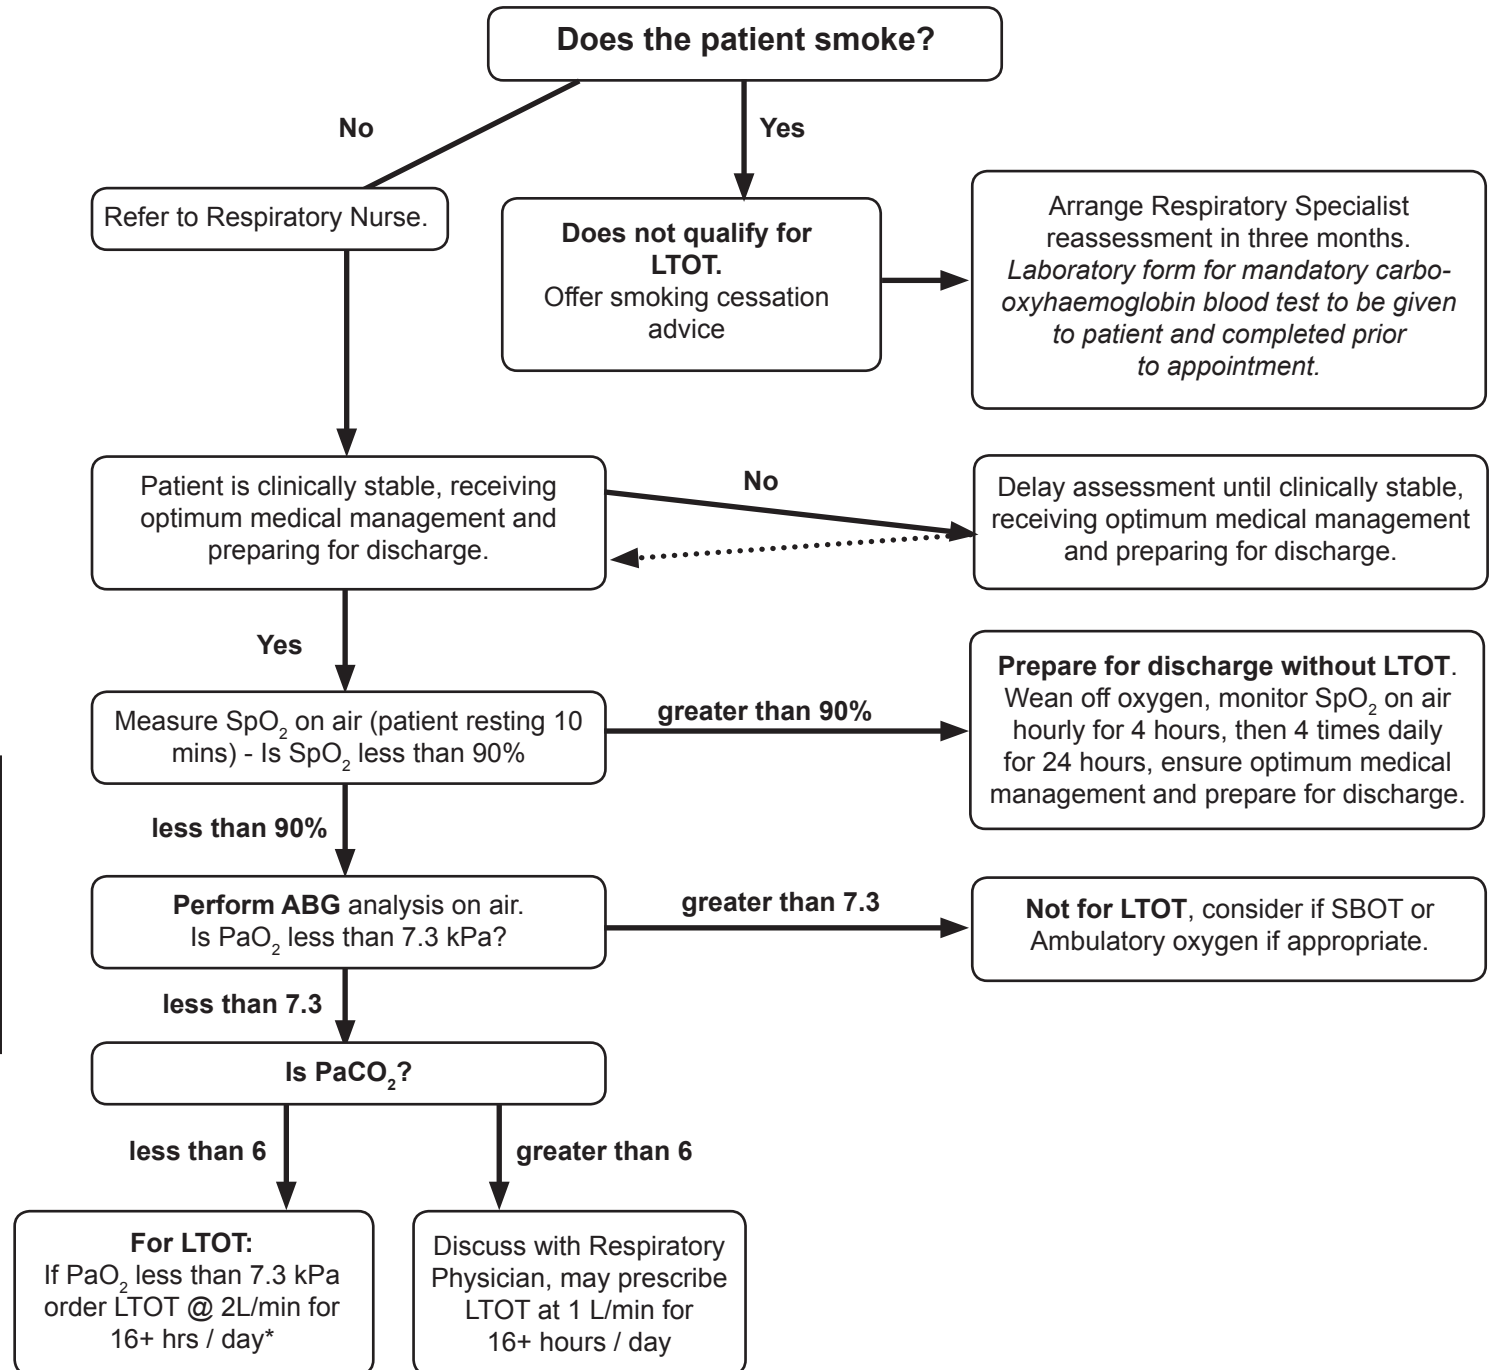 Does the patient smoke?
No
Yes
Refer to Respiratory Nurse.
Does not qualify for
LTOT.
Offer smoking cessation
advice
Arrange Respiratory Specialist
reassessment in three months.
Laboratory form for mandatory carbo-
oxyhaemoglobin blood test to be given
to patient and completed prior
to appointment.
Patient is clinically stable, receiving
optimum medical management and
preparing for discharge.
No
Delay assessment until clinically stable,
receiving optimum medical management
and preparing for discharge.
Yes
Measure SpO₂ on air (patient resting 10
mins) - Is SpO₂ less than 90%
greater than 90%
Prepare for discharge without LTOT.
Wean off oxygen, monitor SpO₂ on air
hourly for 4 hours, then 4 times daily
for 24 hours, ensure optimum medical
management and prepare for discharge.
less than 90%
Perform ABG analysis on air.
Is PaO₂ less than 7.3 kPa?
greater than 7.3
Not for LTOT, consider if SBOT or
Ambulatory oxygen if appropriate.
less than 7.3
Is PaCO₂?
less than 6
greater than 6
For LTOT:
If PaO₂ less than 7.3 kPa
order LTOT @ 2L/min for
16+ hrs / day*
Discuss with Respiratory
Physician, may prescribe
LTOT at 1 L/min for
16+ hours / day